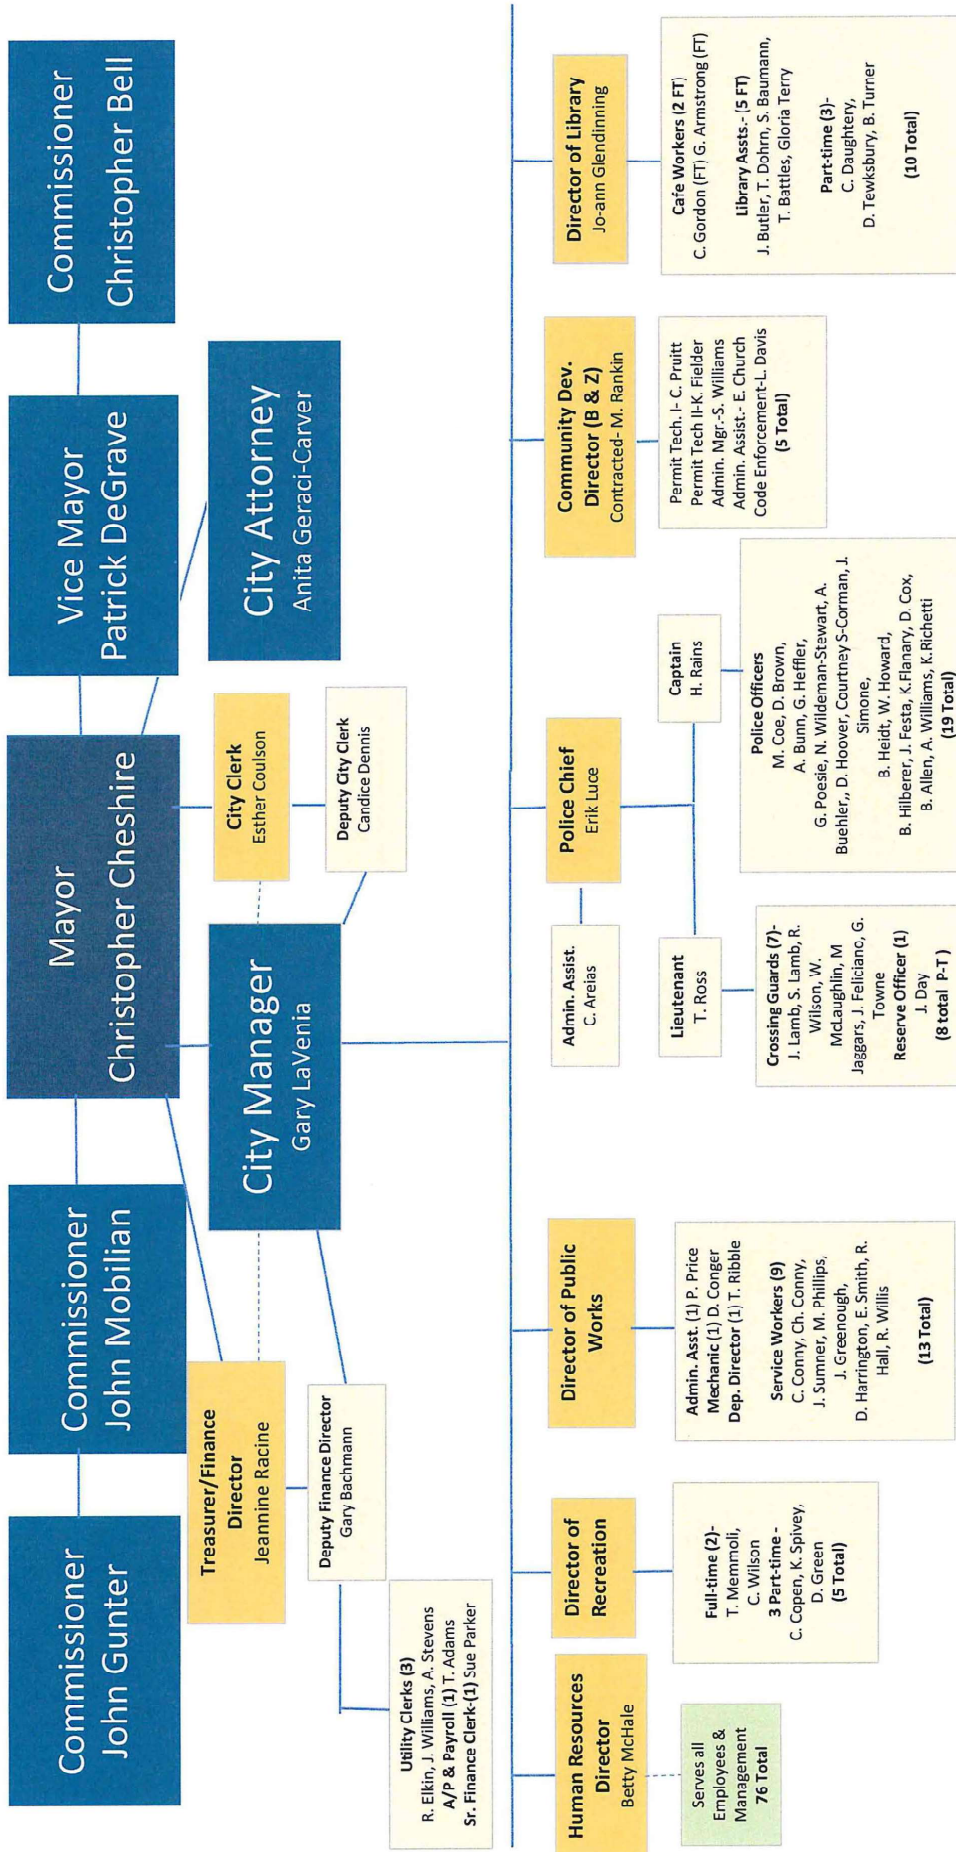 Commissioner
John Gunter
Commissioner
John Mobilian
Mayor
Christopher Cheshire
Vice Mayor
Patrick DeGrave
Commissioner
Christopher Bell
Treasurer/Finance
Director
Jeannine Racine
City Manager
Gary LaVenia
City Clerk
Esther Coulson
City Attorney
Anita Geraci-Carver
Deputy Finance Director
Gary Bachmann
Deputy City Clerk
Candice Dennis
Utility Clerks (3)
R. Elkin, J. Williams, A. Stevens
A/P & Payroll (1) T. Adams
Sr. Finance Clerk-(1) Sue Parker
Human Resources
Director
Betty McHale
Serves all
Employees &
Management
76 Total
Director of
Recreation
Full-time (2)-
T. Memmoli,
C. Wilson
3 Part-time -
C. Copen, K. Spivey,
D. Green
(5 Total)
Director of Public
Works
Admin. Asst. (1) P. Price
Mechanic (1) D. Conger
Dep. Director (1) T. Ribble
Service Workers (9)
C. Conny, Ch. Conny,
J. Sumner, M. Phillips,
J. Greenough,
D. Harrington, E. Smith, R.
Hall, R. Willis
(13 Total)
Admin. Assist.
C. Areias
Police Chief
Erik Luce
Lieutenant
T. Ross
Captain
H. Rains
Crossing Guards (7)-
J. Lamb, S. Lamb, R.
Wilson, W.
McLaughlin, M
Jaggars, J. Feliciano, G.
Towne
Reserve Officer (1)
J. Day
(8 total P-T )
Police Officers
M. Coe, D. Brown,
A. Bunn, G. Heffler,
G. Poesie, N. Wildeman-Stewart, A.
Buehler,, D. Hoover, Courtney S-Corman, J.
Simone,
B. Heidt, W. Howard,
B. Hilberer, J. Festa, K.Flanary, D. Cox,
B. Allen, A. Williams, K.Richetti
(19 Total)
Community Dev.
Director (B & Z)
Contracted- M. Rankin
Permit Tech. I- C. Pruitt
Permit Tech II-K. Fielder
Admin. Mgr.-S. Williams
Admin. Assist.- E. Church
Code Enforcement-L. Davis
(5 Total)
Director of Library
Jo-ann Glendinning
Cafe Workers (2 FT)
C. Gordon (FT) G. Armstrong (FT)
Library Assts.- (5 FT)
J. Butler, T. Dohrn, S. Baumann,
T. Battles, Gloria Terry
Part-time (3)-
C. Daughtery,
D. Tewksbury, B. Turner
(10 Total)